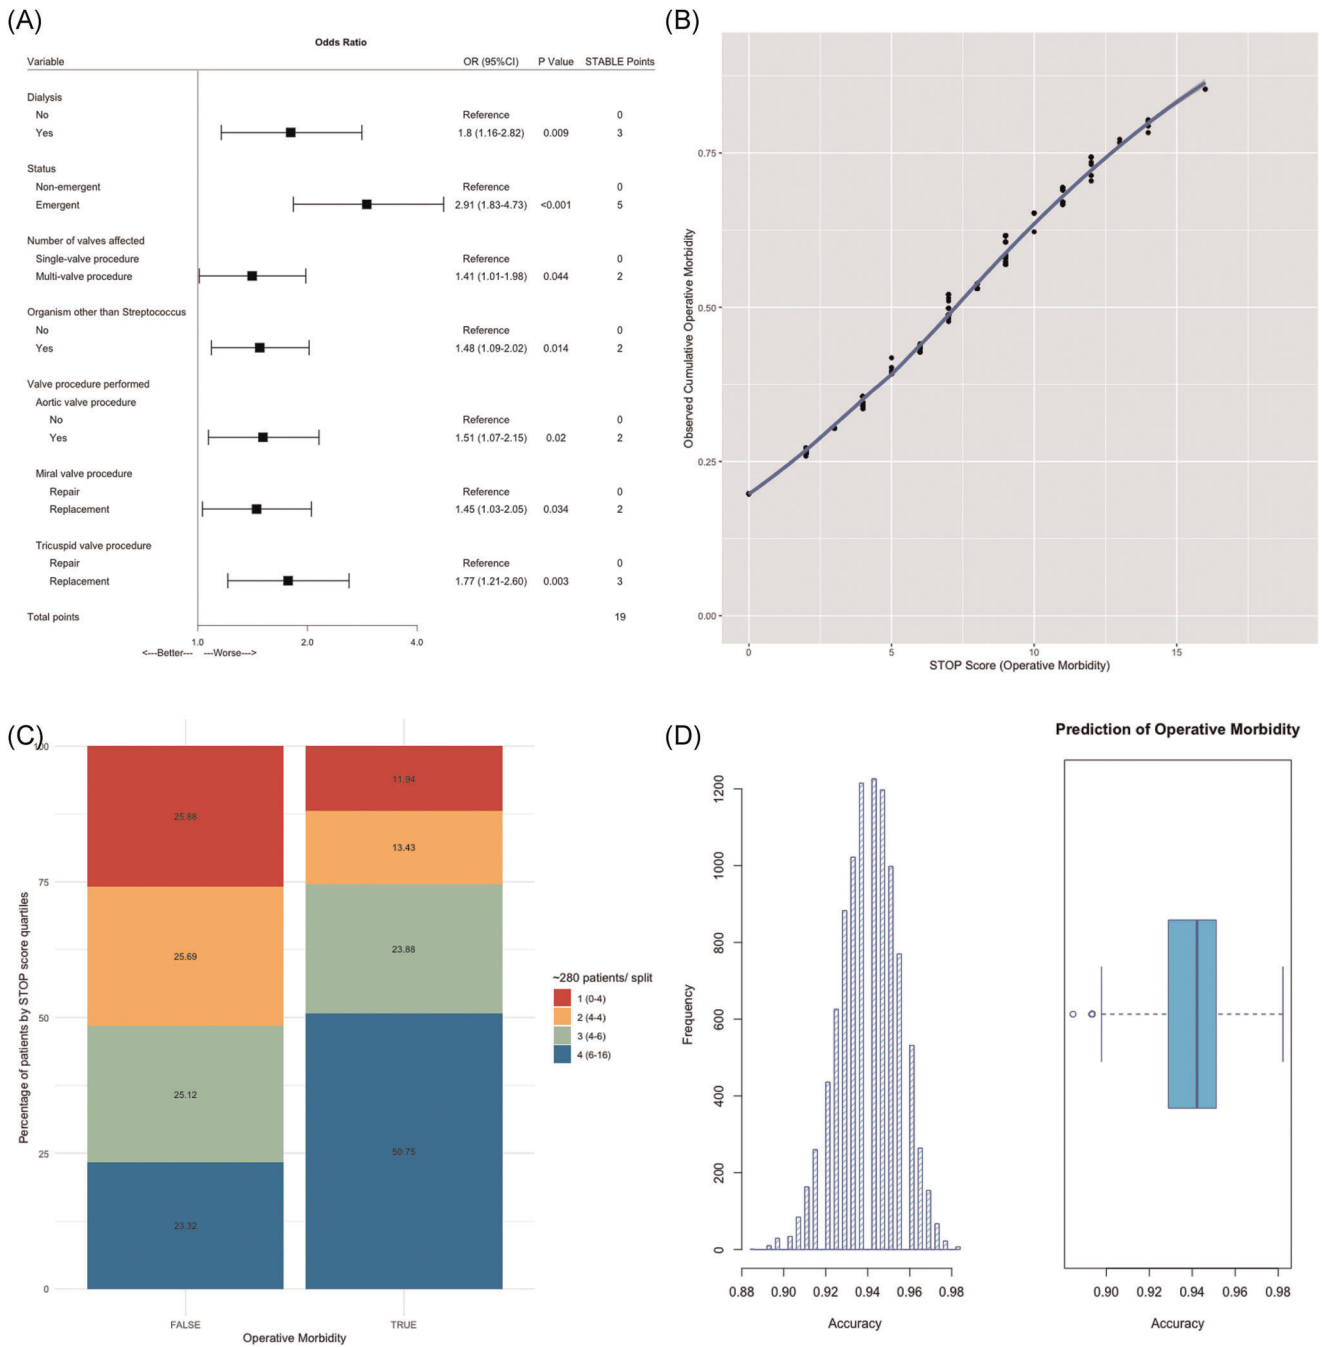 (A)
Odds Ratio
Variable OR (95%CI) P Value STABLE Points
Dialysis
No Reference 0
Yes 1.8 (1.16-2.82) 0.009 3
Status
Non-emergent Reference 0
Emergent 2.91 (1.83-4.73) <0.001 5
Number of valves affected
Single-valve procedure Reference 0
Multi-valve procedure 1.41 (1.01-1.98) 0.044 2
Organism other than Streptococcus
No Reference 0
Yes 1.48 (1.09-2.02) 0.014 2
Valve procedure performed
Aortic valve procedure
No Reference 0
Yes 1.51 (1.07-2.15) 0.02 2
Miral valve procedure
Repair Reference 0
Replacement 1.45 (1.03-2.05) 0.034 2
Tricuspid valve procedure
Repair Reference 0
Replacement 1.77 (1.21-2.60) 0.003 3
Total points 19
1.0 2.0 4.0
<---Better--- ---Worse--->
(B)
Observed Cumulative Operative Morbidity
0.75
0.50
0.25
0.00
0 5 10 15
STOP Score (Operative Morbidity)
(C)
Percentage of patients by STOP score quartiles
100
75
50
25
0
25.88
25.69
25.12
23.32
11.94
13.43
23.88
50.75
FALSE TRUE
Operative Morbidity
~280 patients/ split
1 (0-4)
2 (4-4)
3 (4-6)
4 (6-16)
(D)
Frequency
1200
1000
800
600
400
200
0
0.88 0.90 0.92 0.94 0.96 0.98
Accuracy
Prediction of Operative Morbidity
0.90 0.92 0.94 0.96 0.98
Accuracy